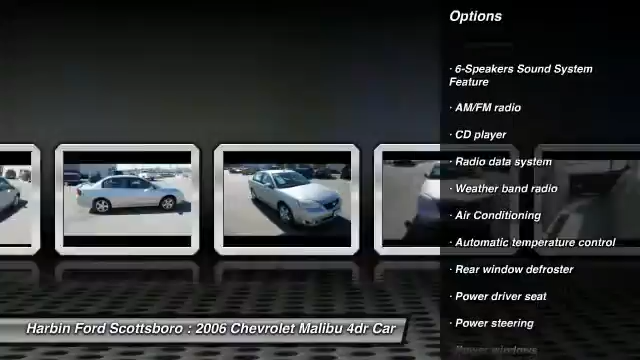 Options
· 6-Speakers Sound System
Feature
· AM/FM radio
· CD player
· Radio data system
· Weather band radio
· Air Conditioning
· Automatic temperature control
· Rear window defroster
· Power driver seat
· Power steering
· Power windows
Harbin Ford Scottsboro : 2006 Chevrolet Malibu 4dr Car